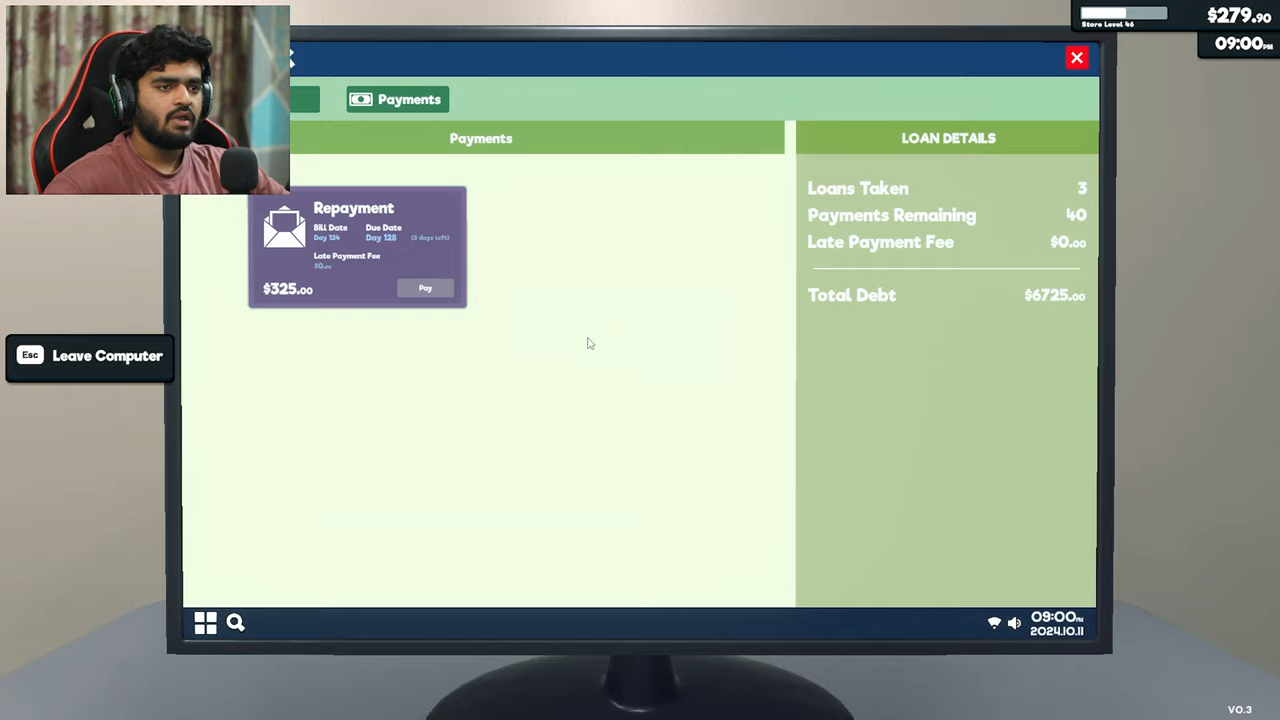 $279.90
Store Level 46
09:00PM
Payments
Payments
LOAN DETAILS
Repayment
Bill Date
Due Date
Day 124
Day 128
(3 days left)
Late Payment Fee
$0.00
$325.00
Pay
Loans Taken
3
Payments Remaining
40
Late Payment Fee
$0.00
Total Debt
$6725.00
Esc
Leave Computer
09:00PM
2024.10.11
V0.3